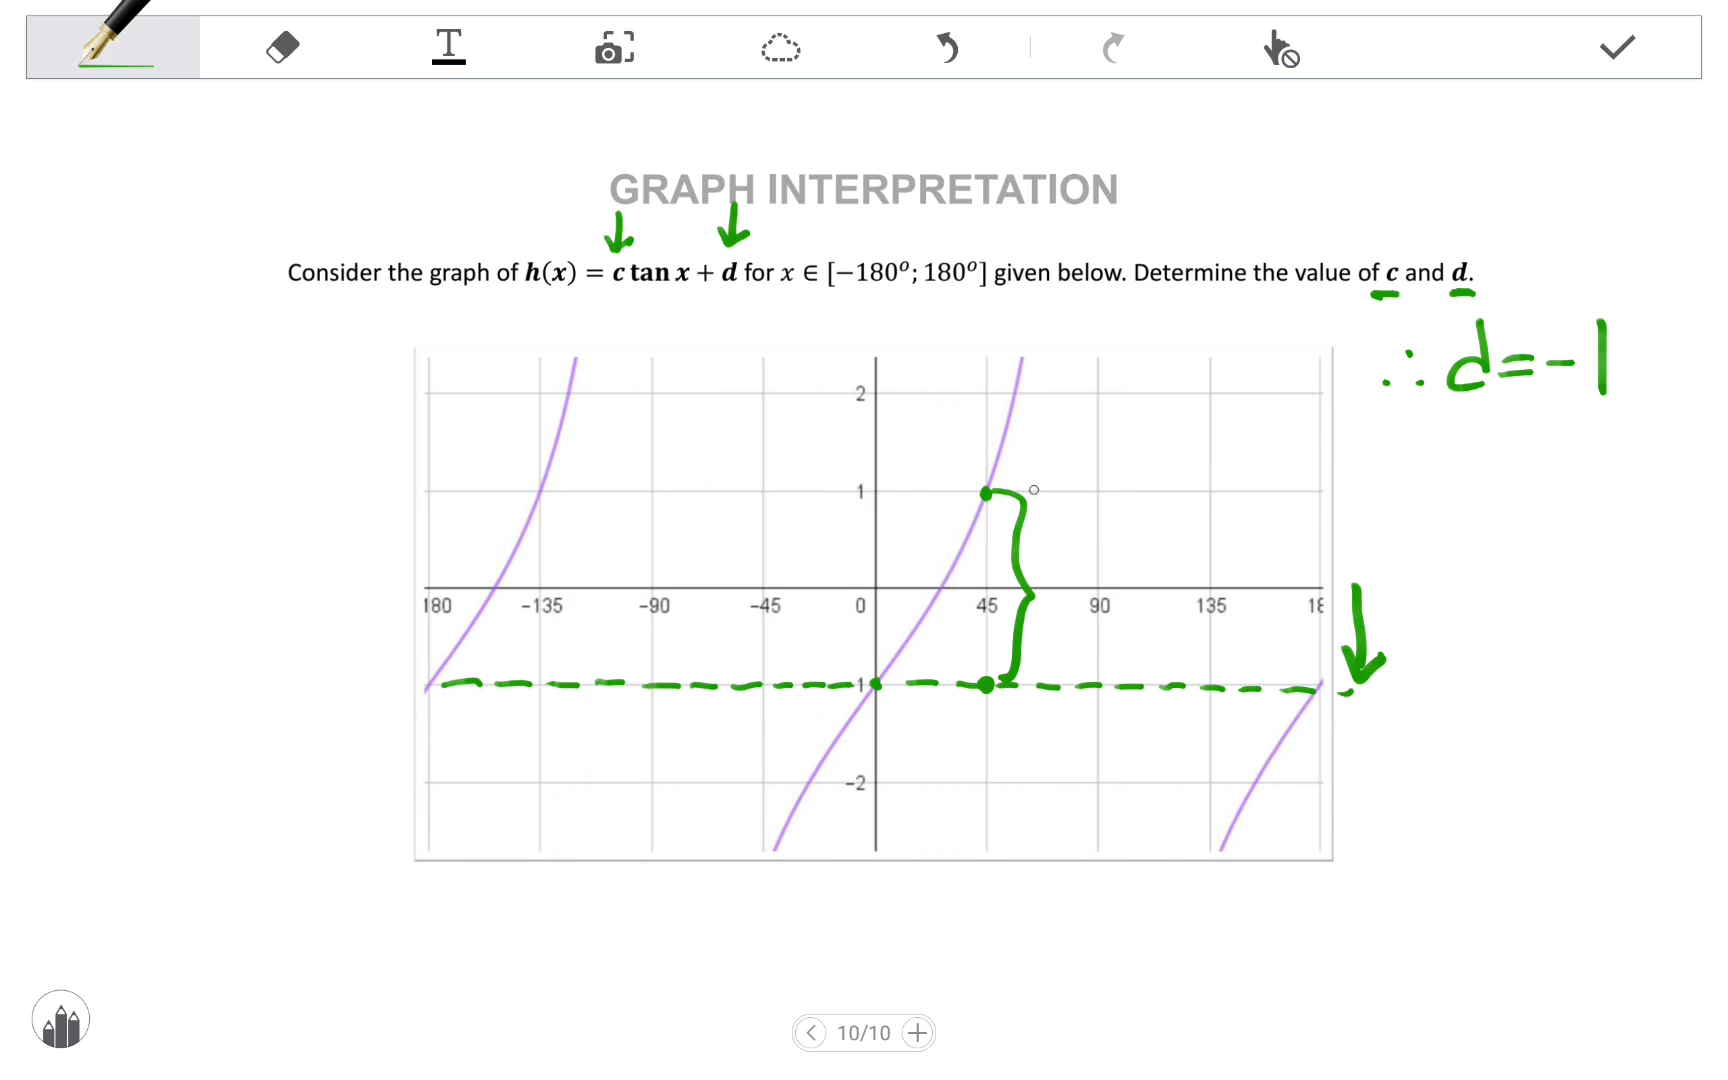 T
GRAPH INTERPRETATION
Consider the graph of h(x) = c tan x + d for x ∈ [−180°; 180°] given below. Determine the value of c and d.
∴ d = −1
2
1
180 −135 −90 −45 0 45 90 135 18
1
−2
10/10